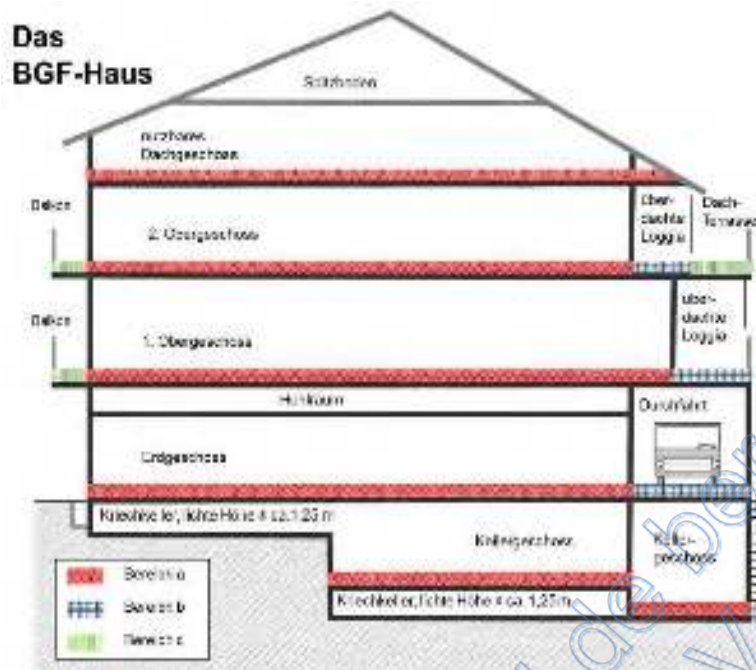 Das
BGF-Haus
Spitzboden
nutzbares
Dachgeschoss
Balkon
2. Obergeschoss
Über-
dachte
Loggia
Dach-
Terrasse
Balkon
1. Obergeschoss
über-
dachte
Loggia
Hohlraum
Durchfahrt
Erdgeschoss
Kriechkeller, lichte Höhe < ca. 1,25 m
Kellergeschoss
Keller-
geschoss
Kriechkeller, lichte Höhe < ca. 1,25 m
Bereich a
Bereich b
Bereich c